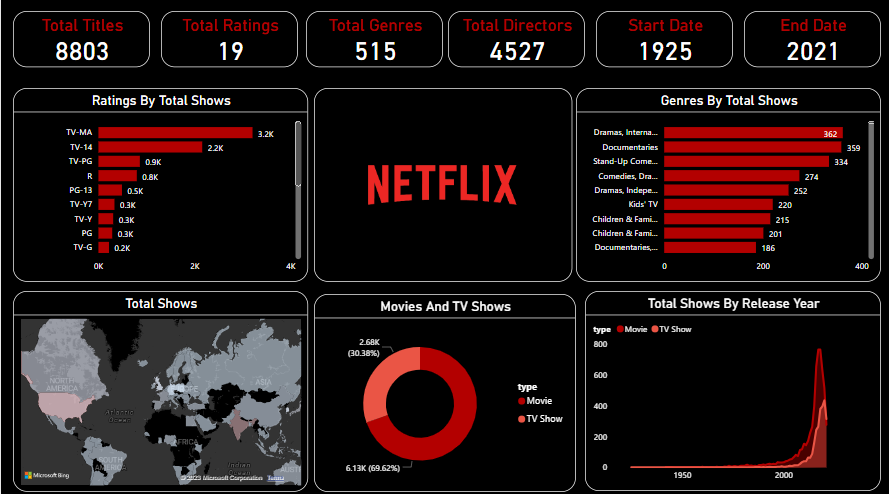 Total Titles
8803
Total Ratings
19
Total Genres
515
Total Directors
4527
Start Date
1925
End Date
2021
Ratings By Total Shows
TV-MA 3.2K
TV-14 2.2K
TV-PG 0.9K
R 0.8K
PG-13 0.5K
TV-Y7 0.3K
TV-Y 0.3K
PG 0.3K
TV-G 0.2K
0K 2K 4K
NETFLIX
Genres By Total Shows
Dramas, Interna... 362
Documentaries 359
Stand-Up Come... 334
Comedies, Dra... 274
Dramas, Indepe... 252
Kids' TV 220
Children & Fami... 215
Children & Fami... 201
Documentaries,... 186
0 200 400
Total Shows
NORTH
AMERICA
ASIA
Atlantic
Ocean
AFRICA
SOUTH
AMERICA
Indian
Microsoft Bing
© 2023 Microsoft Corporation Terms
Movies And TV Shows
2.68K
(30.38%)
6.13K (69.62%)
type
Movie
TV Show
Total Shows By Release Year
type Movie TV Show
800
600
400
200
0
1950 2000